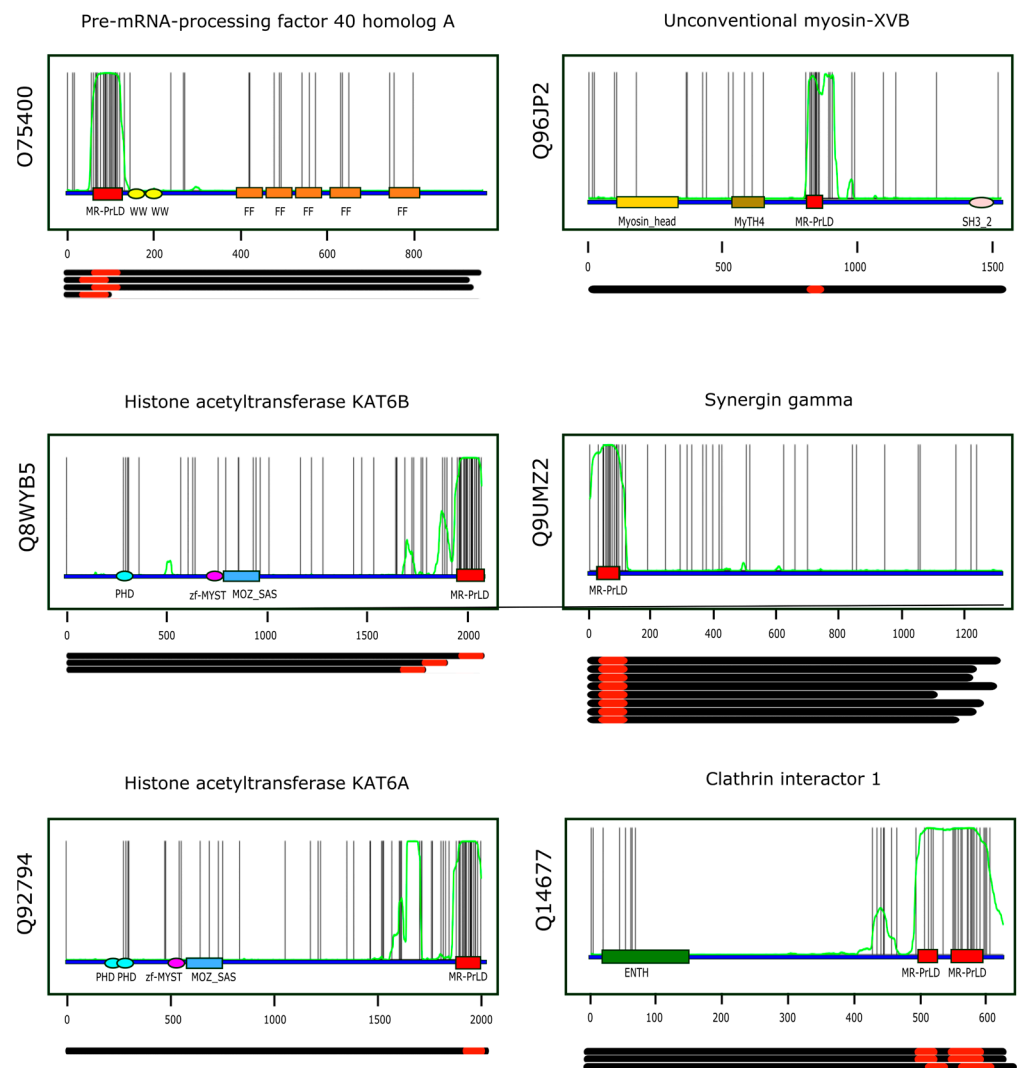 Pre-mRNA-processing factor 40 homolog A
O75400
MR-PrLD WW WW FF FF FF FF FF
0 200 400 600 800
Unconventional myosin-XVB
Q96JP2
Myosin_head MyTH4 MR-PrLD SH3_2
0 500 1000 1500
Histone acetyltransferase KAT6B
Q8WYB5
PHD zf-MYST MOZ_SAS MR-PrLD
0 500 1000 1500 2000
Synergin gamma
Q9UMZ2
MR-PrLD
0 200 400 600 800 1000 1200
Histone acetyltransferase KAT6A
Q92794
PHD PHD zf-MYST MOZ_SAS MR-PrLD
0 500 1000 1500 2000
Clathrin interactor 1
Q14677
ENTH MR-PrLD MR-PrLD
0 100 200 300 400 500 600